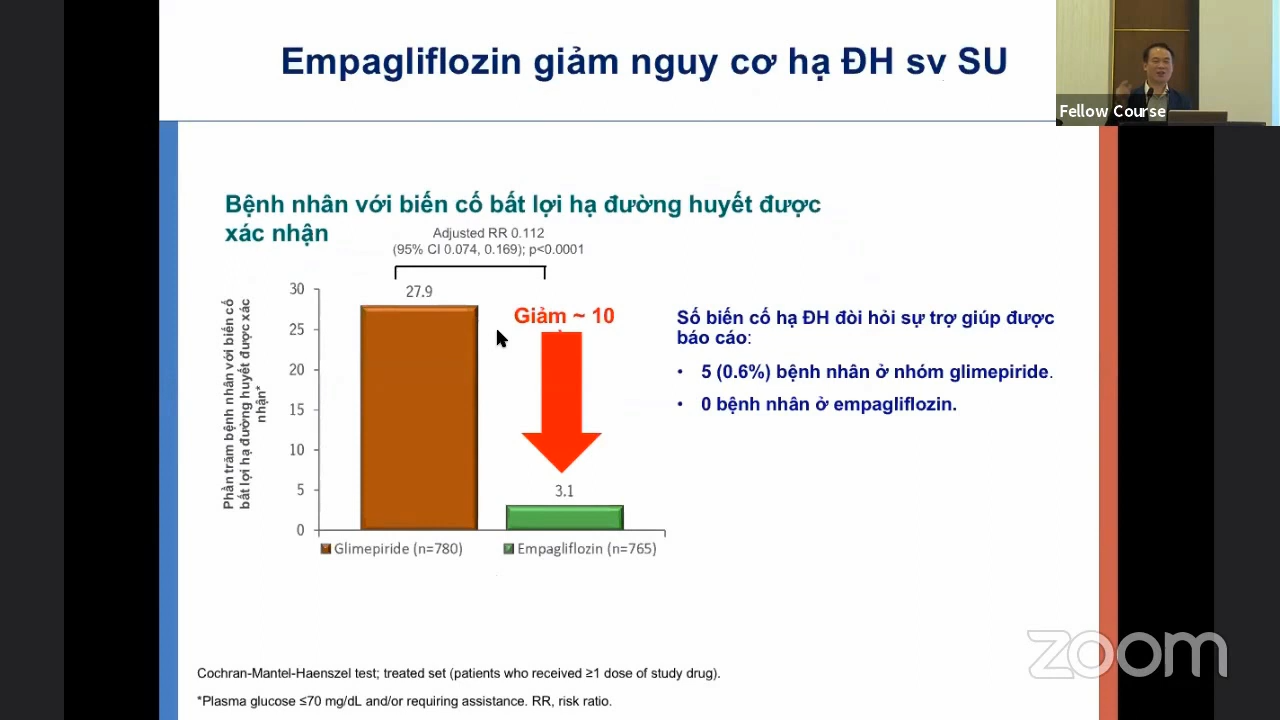 Empagliflozin giảm nguy cơ hạ ĐH sv SU
Fellow Course
Bệnh nhân với biến cố bất lợi hạ đường huyết được
xác nhận
Adjusted RR 0.112
(95% CI 0.074, 0.169); p<0.0001
Phần trăm bệnh nhân với biến cố
bất lợi hạ đường huyết được xác
nhận*
30
25
20
15
10
5
0
27.9
Giảm ~ 10
3.1
Glimepiride (n=780)
Empagliflozin (n=765)
Số biến cố hạ ĐH đòi hỏi sự trợ giúp được
báo cáo:
• 5 (0.6%) bệnh nhân ở nhóm glimepiride.
• 0 bệnh nhân ở empagliflozin.
zoom
Cochran-Mantel-Haenszel test; treated set (patients who received ≥1 dose of study drug).
*Plasma glucose ≤70 mg/dL and/or requiring assistance. RR, risk ratio.